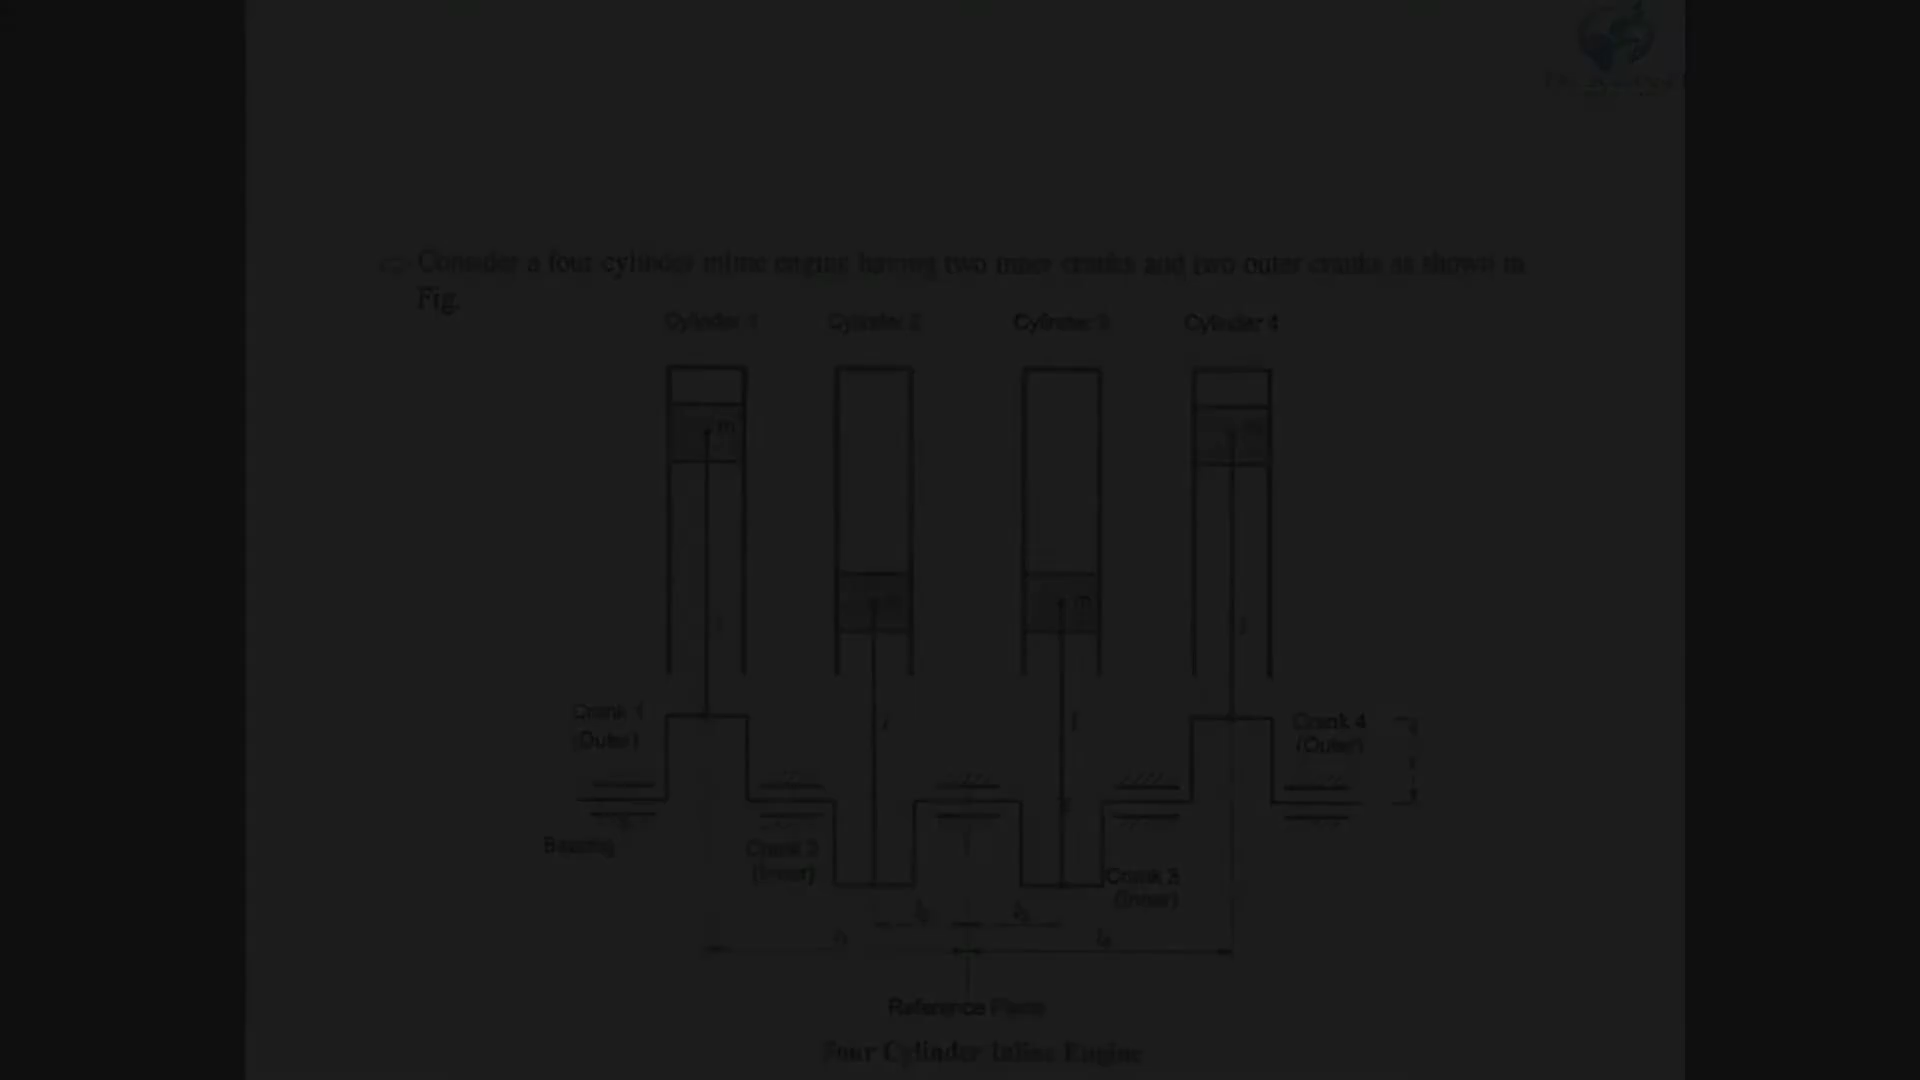 Consider a four cylinder inline engine having two inner cranks and two outer cranks as shown in
Fig.
Cylinder 1 Cylinder 2 Cylinder 3 Cylinder 4
m m
m m
l l
Crank 1 Crank 4
(Outer) (Outer)
l l
Bearing Crank 2
(Inner) Crank 3
(Inner)
Reference Plane
Four Cylinder Inline Engine